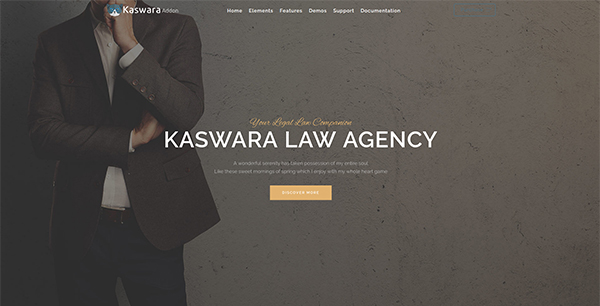 Kaswara Addon
Home Elements Features Demos Support Documentation
Your Legal Law Companion
KASWARA LAW AGENCY
A wonderful serenity has taken possession of my entire soul
Like these sweet mornings of spring which I enjoy with my whole heart gone
DISCOVER MORE